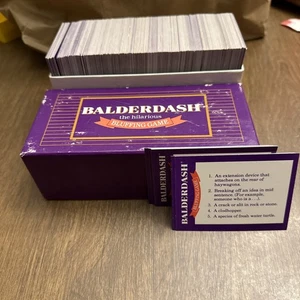 BALDERDASH
the hilarious
BLUFFING GAME
BALDERDASH
1. An extension device that
attaches on the rear of
haywagons.
2. Breaking off an idea in mid
sentence. (For example,
someone who is a . . .).
3. A crack or slit in rock or stone.
4.
5. A species of fresh water turtle.